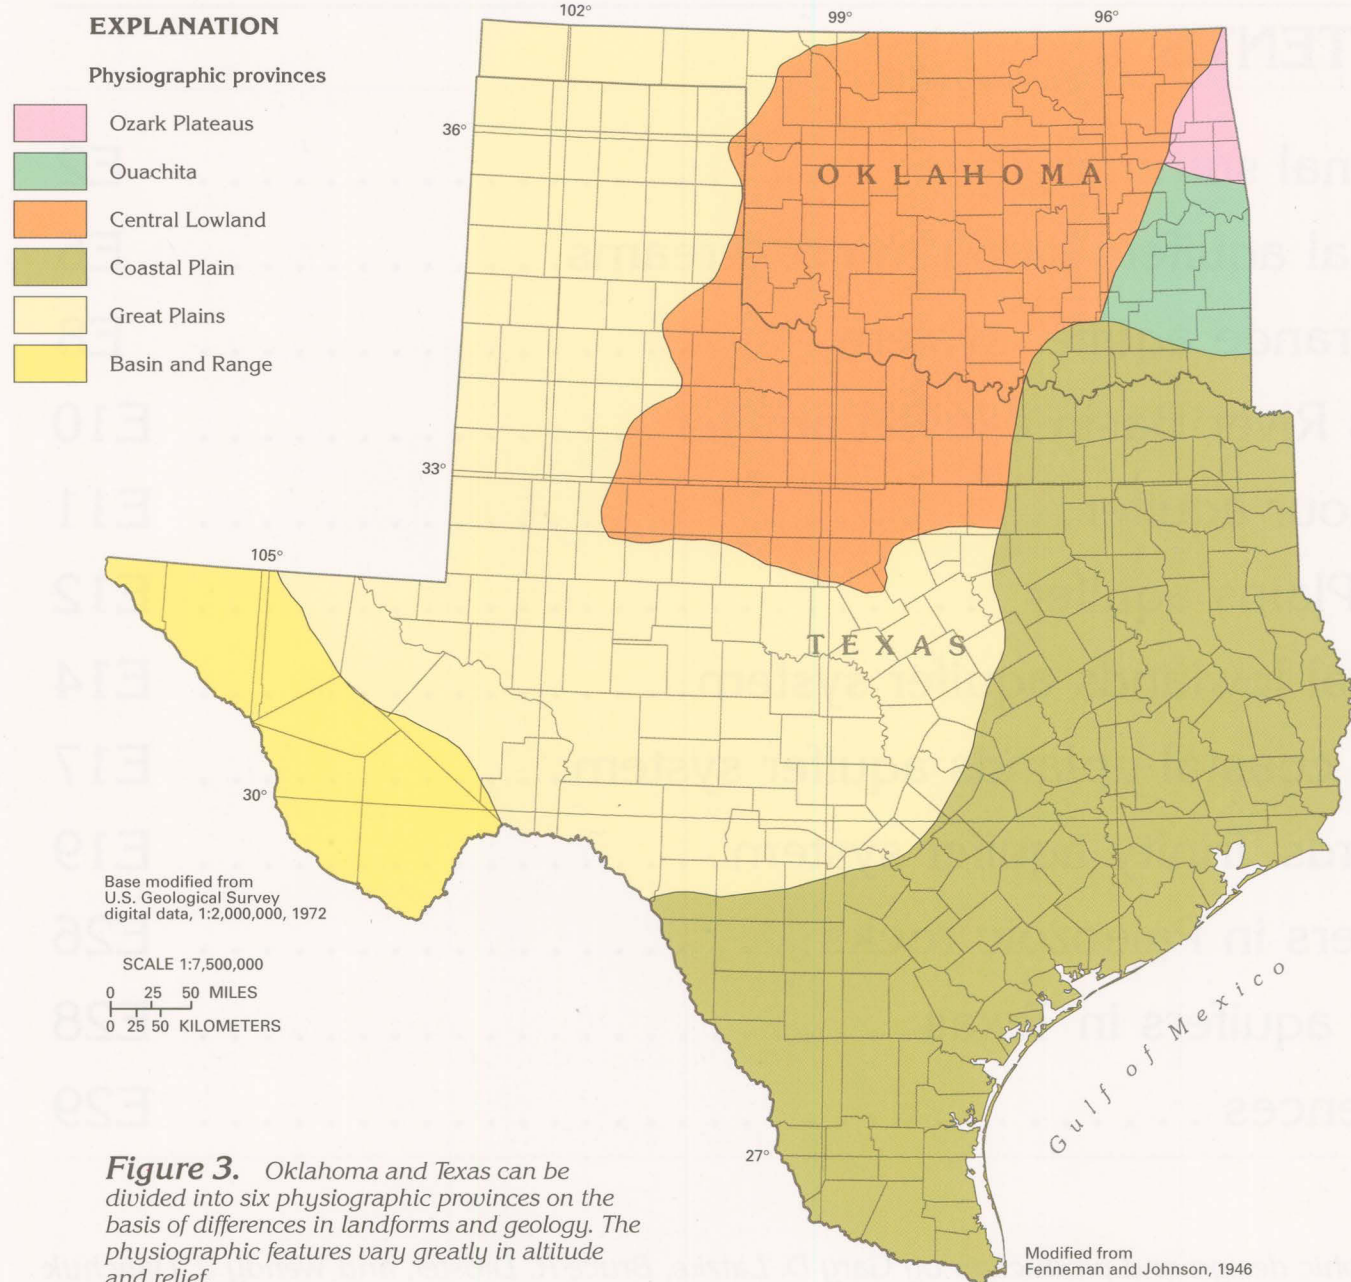 EXPLANATION
Physiographic provinces
Ozark Plateaus
Ouachita
Central Lowland
Coastal Plain
Great Plains
Basin and Range
102°
99°
96°
36°
OKLAHOMA
33°
105°
TEXAS
30°
Base modified from
U.S. Geological Survey
digital data, 1:2,000,000, 1972
SCALE 1:7,500,000
0 25 50 MILES
0 25 50 KILOMETERS
Gulf of Mexico
27°
Figure 3. Oklahoma and Texas can be
divided into six physiographic provinces on the
basis of differences in landforms and geology. The
physiographic features vary greatly in altitude
and relief.
Modified from
Fenneman and Johnson, 1946